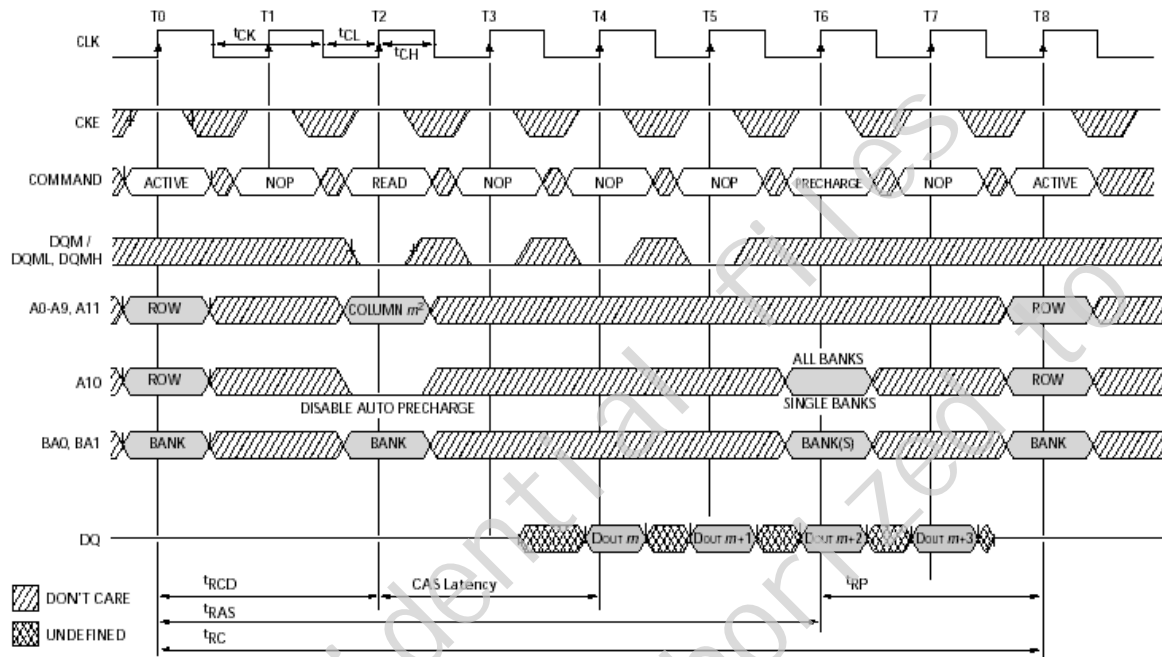 T0 T1 T2 T3 T4 T5 T6 T7 T8
CLK tCK tCL tCH
CKE
COMMAND ACTIVE NOP READ NOP NOP NOP PRECHARGE NOP ACTIVE
DQM /
DQML, DQMH
A0-A9, A11 ROW COLUMN m² ROW
ALL BANKS
A10 ROW ROW
DISABLE AUTO PRECHARGE SINGLE BANKS
BA0, BA1 BANK BANK BANK(S) BANK
DQ DOUT m DOUT m+1 DOUT m+2 DOUT m+3
tRCD CAS Latency tRP
DON'T CARE
tRAS
UNDEFINED
tRC